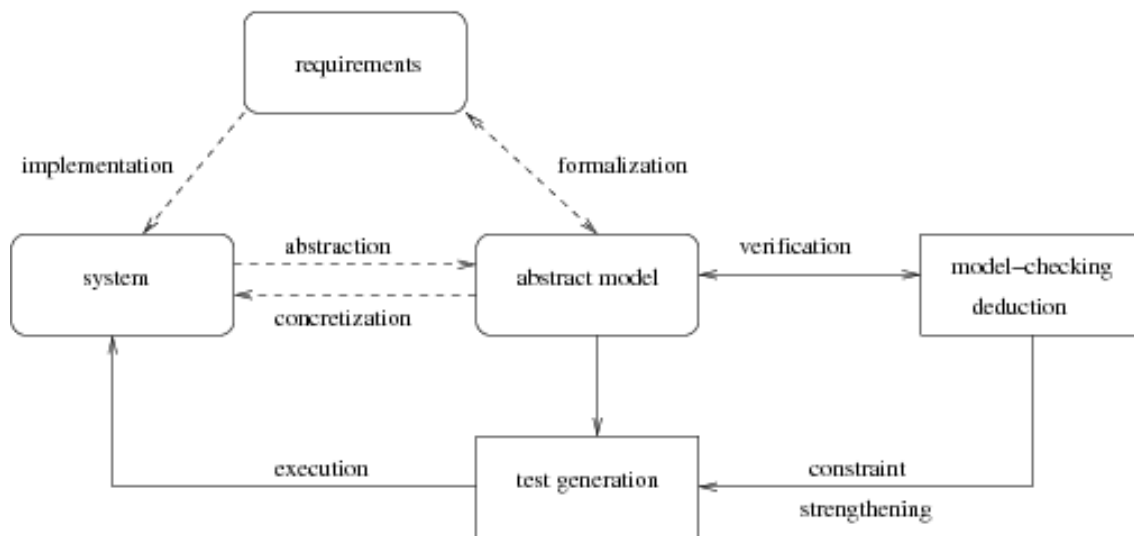 requirements
implementation
formalization
abstraction
verification
system
abstract model
model-checking
deduction
concretization
execution
test generation
constraint
strengthening